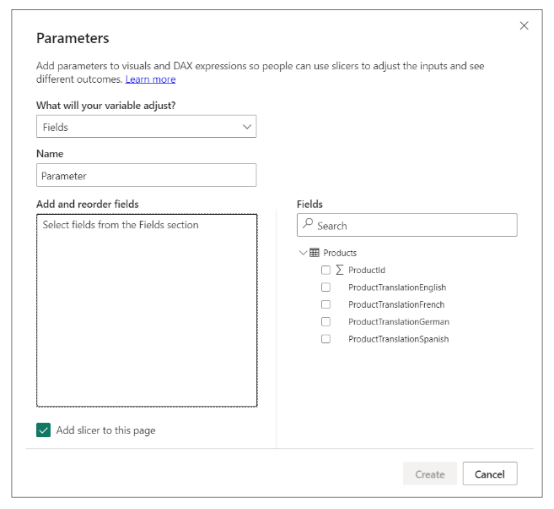 Parameters
Add parameters to visuals and DAX expressions so people can use slicers to adjust the inputs and see
different outcomes. Learn more
What will your variable adjust?
Fields
Name
Parameter
Add and reorder fields
Select fields from the Fields section
Fields
Search
Products
∑ ProductId
ProductTranslationEnglish
ProductTranslationFrench
ProductTranslationGerman
ProductTranslationSpanish
Add slicer to this page
Create Cancel